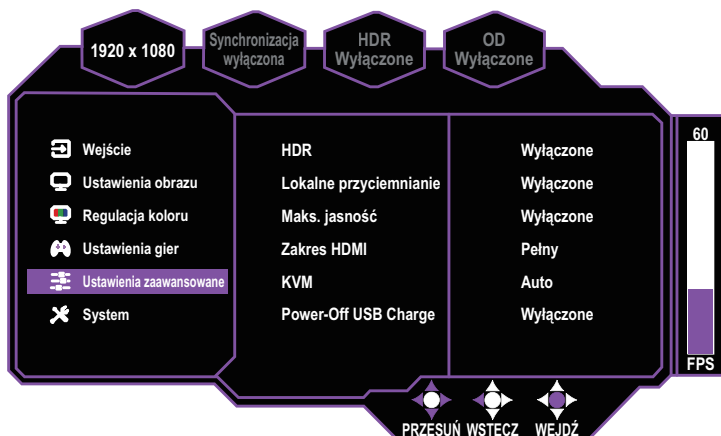 1920 x 1080
Synchronizacja
wyłączona
HDR
Wyłączone
OD
Wyłączone
Wejście
HDR
Wyłączone
Ustawienia obrazu
Lokalne przyciemnianie
Wyłączone
Regulacja koloru
Maks. jasność
Wyłączone
Ustawienia gier
Zakres HDMI
Pełny
Ustawienia zaawansowane
KVM
Auto
System
Power-Off USB Charge
Wyłączone
60
FPS
PRZESUŃ WSTECZ WEJDŹ